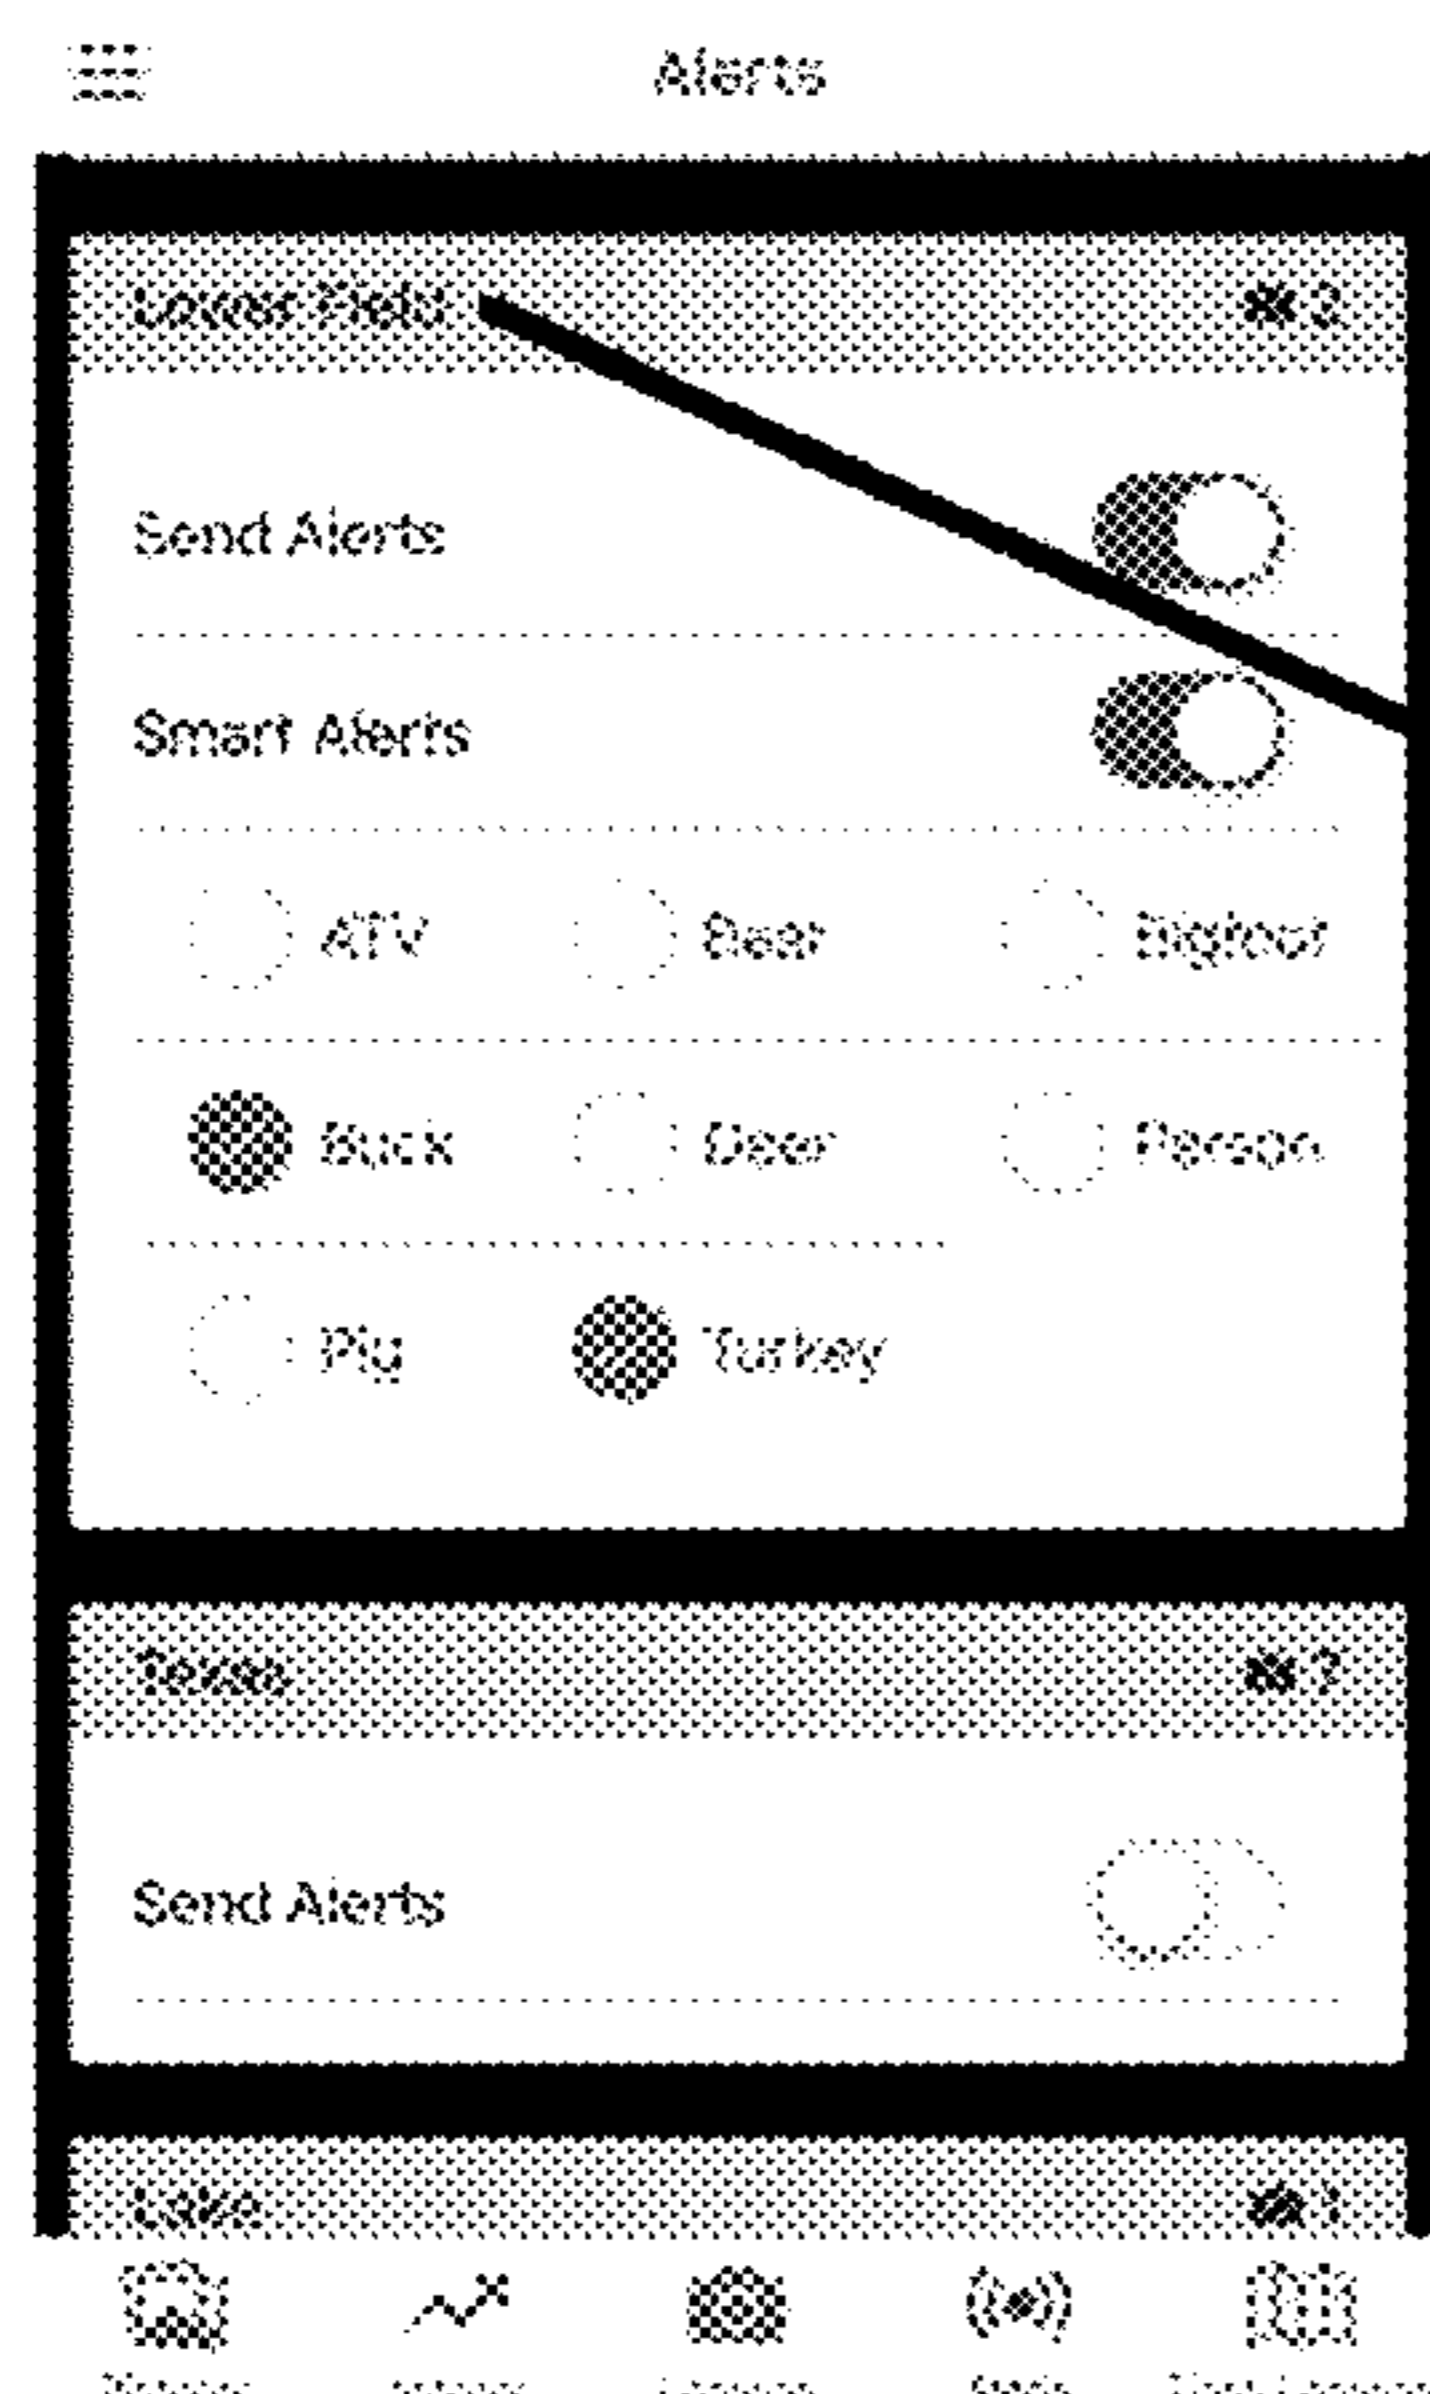 Alerts
Lower Field
Send Alerts
Smart Alerts
ATV Bear Bigfoot
Buck Deer Person
Pig Turkey
Texas
Send Alerts
Lake